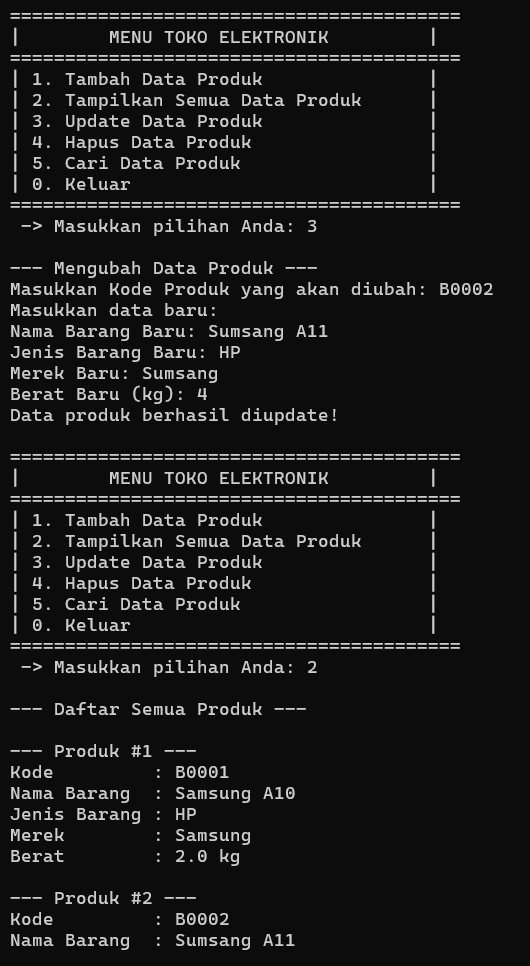 =========================================
|        MENU TOKO ELEKTRONIK         |
=========================================
| 1. Tambah Data Produk               |
| 2. Tampilkan Semua Data Produk      |
| 3. Update Data Produk               |
| 4. Hapus Data Produk                |
| 5. Cari Data Produk                 |
| 0. Keluar                           |
=========================================
 -> Masukkan pilihan Anda: 3

--- Mengubah Data Produk ---
Masukkan Kode Produk yang akan diubah: B0002
Masukkan data baru:
Nama Barang Baru: Sumsang A11
Jenis Barang Baru: HP
Merek Baru: Sumsang
Berat Baru (kg): 4
Data produk berhasil diupdate!

=========================================
|        MENU TOKO ELEKTRONIK         |
=========================================
| 1. Tambah Data Produk               |
| 2. Tampilkan Semua Data Produk      |
| 3. Update Data Produk               |
| 4. Hapus Data Produk                |
| 5. Cari Data Produk                 |
| 0. Keluar                           |
=========================================
 -> Masukkan pilihan Anda: 2

--- Daftar Semua Produk ---

--- Produk #1 ---
Kode         : B0001
Nama Barang  : Samsung A10
Jenis Barang : HP
Merek        : Samsung
Berat        : 2.0 kg

--- Produk #2 ---
Kode         : B0002
Nama Barang  : Sumsang A11